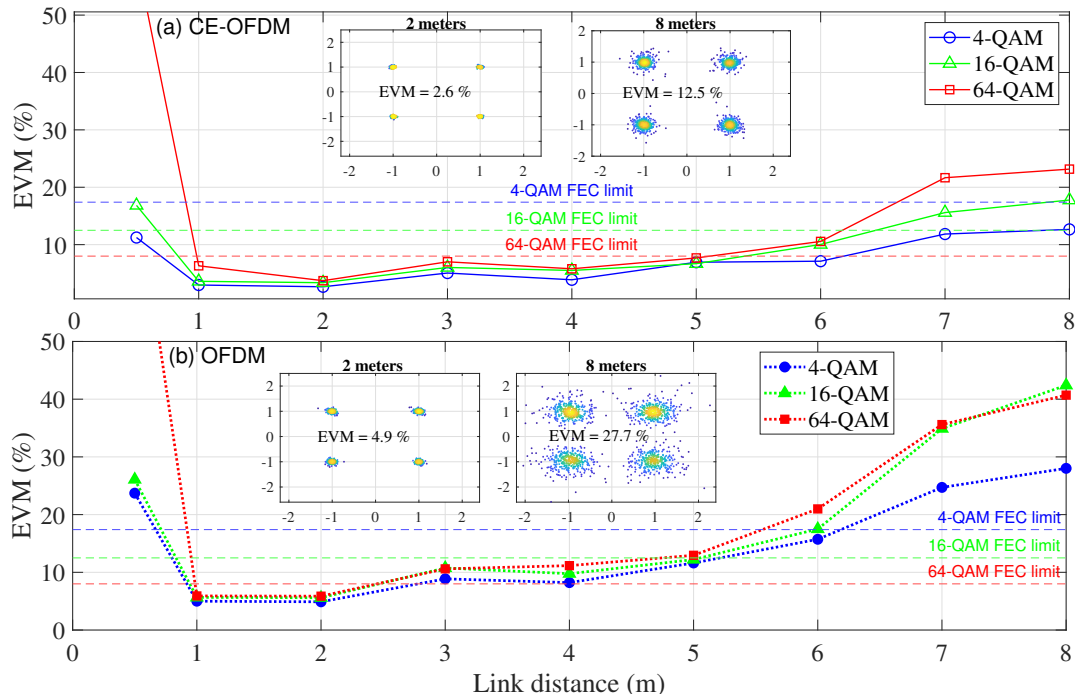 (a) CE-OFDM
2 meters
8 meters
EVM (%)
50
40
30
20
10
2
1
0
-1
-2
EVM = 2.6 %
-2 -1 0 1 2
2
1
0
-1
-2
EVM = 12.5 %
-2 -1 0 1 2
4-QAM
16-QAM
64-QAM
4-QAM FEC limit
16-QAM FEC limit
64-QAM FEC limit
0 1 2 3 4 5 6 7 8
(b) OFDM
2 meters
8 meters
EVM (%)
50
40
30
20
10
0
2
1
0
-1
-2
EVM = 4.9 %
-2 -1 0 1 2
2
1
0
-1
-2
EVM = 27.7 %
-2 -1 0 1 2
4-QAM
16-QAM
64-QAM
4-QAM FEC limit
16-QAM FEC limit
64-QAM FEC limit
0 1 2 3 4 5 6 7 8
Link distance (m)